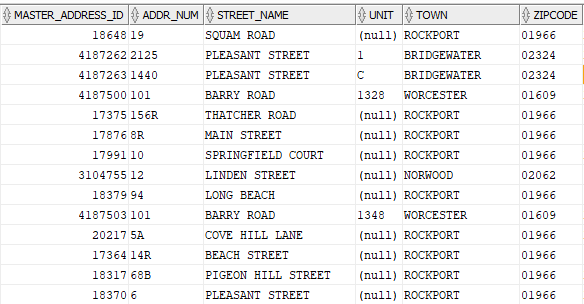 MASTER_ADDRESS_ID ADDR_NUM STREET_NAME UNIT TOWN ZIPCODE
18648 19 SQUAM ROAD (null) ROCKPORT 01966
4187262 2125 PLEASANT STREET 1 BRIDGEWATER 02324
4187263 1440 PLEASANT STREET C BRIDGEWATER 02324
4187500 101 BARRY ROAD 1328 WORCESTER 01609
17375 156R THATCHER ROAD (null) ROCKPORT 01966
17876 8R MAIN STREET (null) ROCKPORT 01966
17991 10 SPRINGFIELD COURT (null) ROCKPORT 01966
3104755 12 LINDEN STREET (null) NORWOOD 02062
18379 94 LONG BEACH (null) ROCKPORT 01966
4187503 101 BARRY ROAD 1348 WORCESTER 01609
20217 5A COVE HILL LANE (null) ROCKPORT 01966
17364 14R BEACH STREET (null) ROCKPORT 01966
18317 68B PIGEON HILL STREET (null) ROCKPORT 01966
18370 6 PLEASANT STREET (null) ROCKPORT 01966